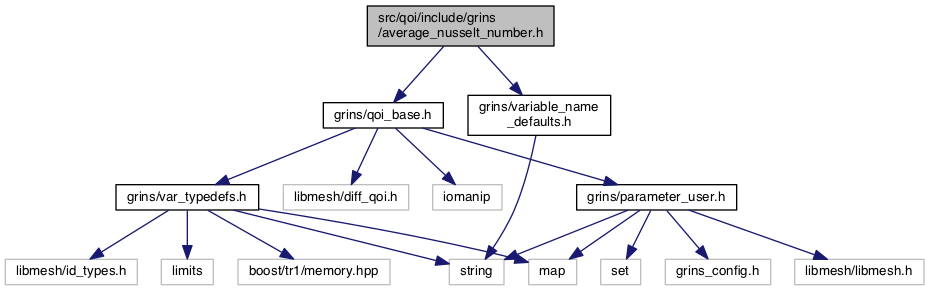 src/qoi/include/grins
/average_nusselt_number.h
grins/qoi_base.h
grins/variable_name
_defaults.h
grins/var_typedefs.h
libmesh/diff_qoi.h
iomanip
grins/parameter_user.h
libmesh/id_types.h
limits
boost/tr1/memory.hpp
string
map
set
grins_config.h
libmesh/libmesh.h